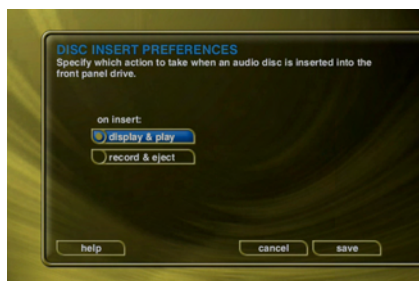 DISC INSERT PREFERENCES
Specify which action to take when an audio disc is inserted into the
front panel drive.
on insert:
display & play
record & eject
help
cancel
save